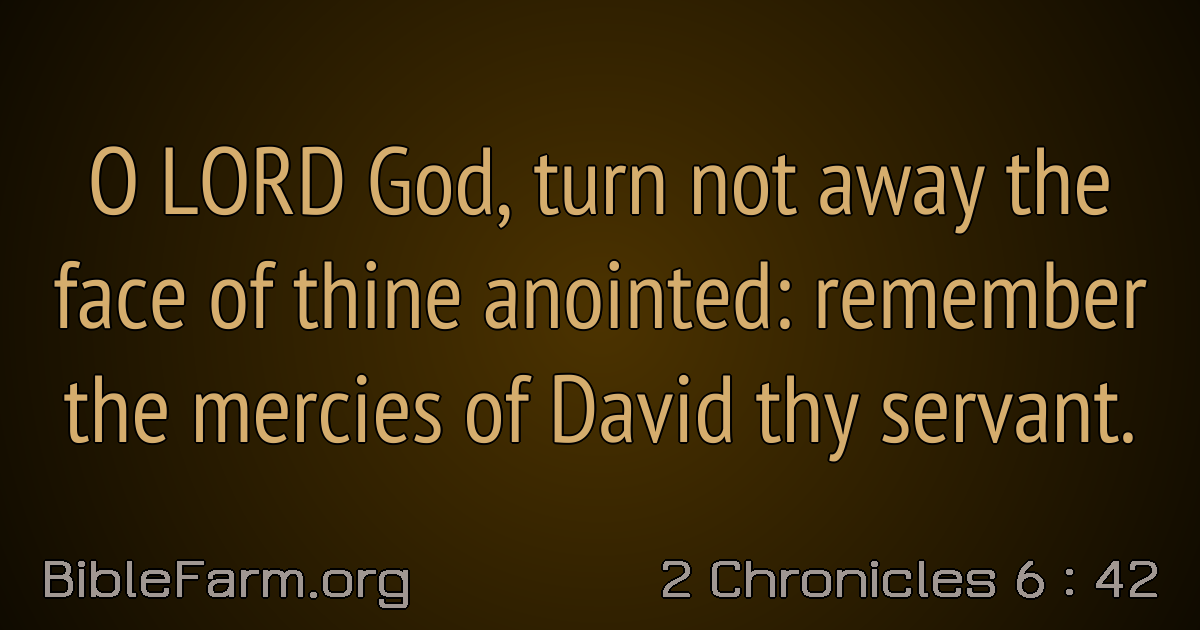 O LORD God, turn not away the
face of thine anointed: remember
the mercies of David thy servant.
BibleFarm.org
2 Chronicles 6 : 42